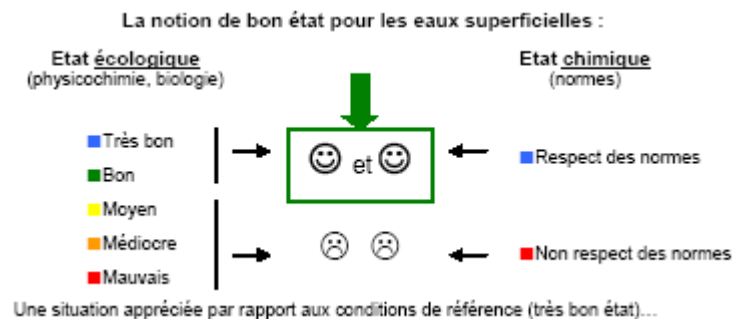 La notion de bon état pour les eaux superficielles :
Etat écologique
(physicochimie, biologie)
Etat chimique
(normes)
Très bon
Bon
Moyen
Médiocre
Mauvais
et
Respect des normes
Non respect des normes
Une situation appréciée par rapport aux conditions de référence (très bon état)...